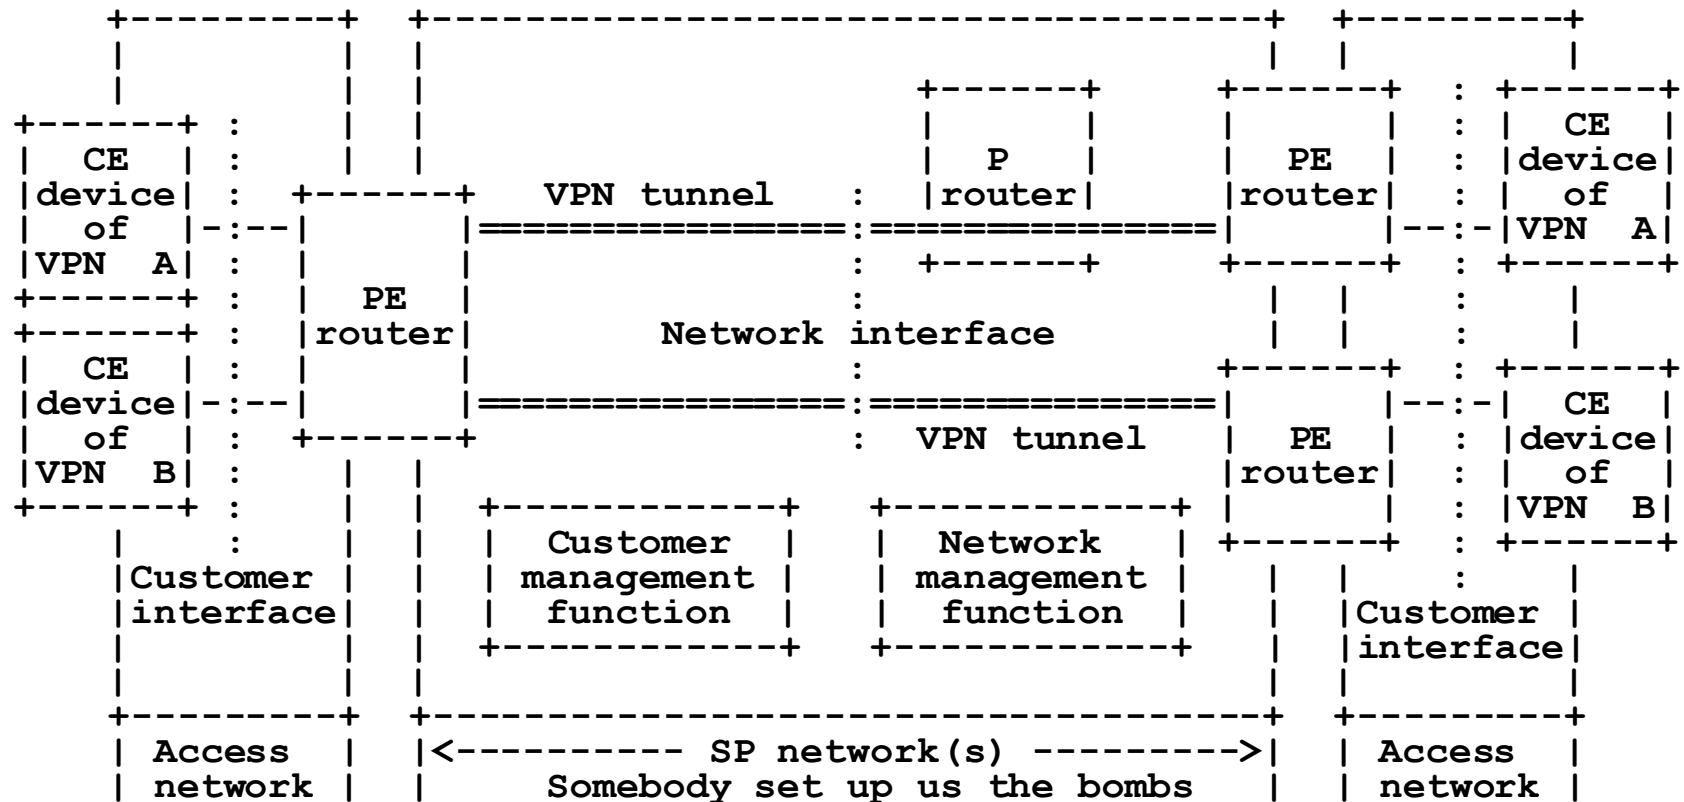 CE device of VPN A
CE device of VPN B
PE router
VPN tunnel
P router
PE router
CE device of VPN A
Network interface
VPN tunnel
PE router
CE device of VPN B
Customer interface
Customer management function
Network management function
Customer interface
Access network
<---------- SP network(s) --------->
Somebody set up us the bombs
Access network